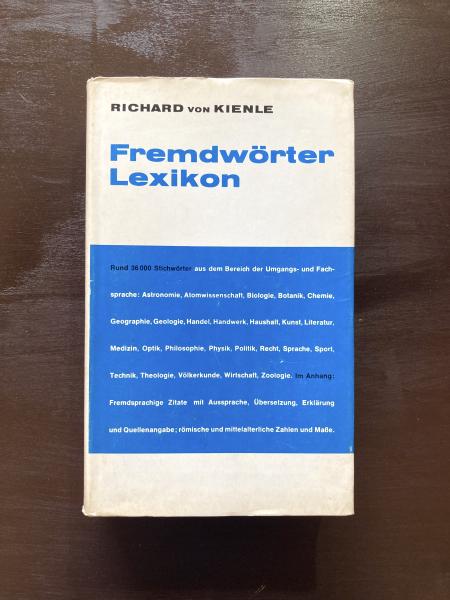 RICHARD VON KIENLE
Fremdwörter
Lexikon
Rund 36 000 Stichwörter aus dem Bereich der Umgangs- und Fach-
sprache: Astronomie, Atomwissenschaft, Biologie, Botanik, Chemie,
Geographie, Geologie, Handel, Handwerk, Haushalt, Kunst, Literatur,
Medizin, Optik, Philosophie, Physik, Politik, Recht, Sprache, Sport,
Technik, Theologie, Völkerkunde, Wirtschaft, Zoologie. Im Anhang:
Fremdsprachige Zitate mit Aussprache, Übersetzung, Erklärung
und Quellenangabe; römische und mittelalterliche Zahlen und Maße.